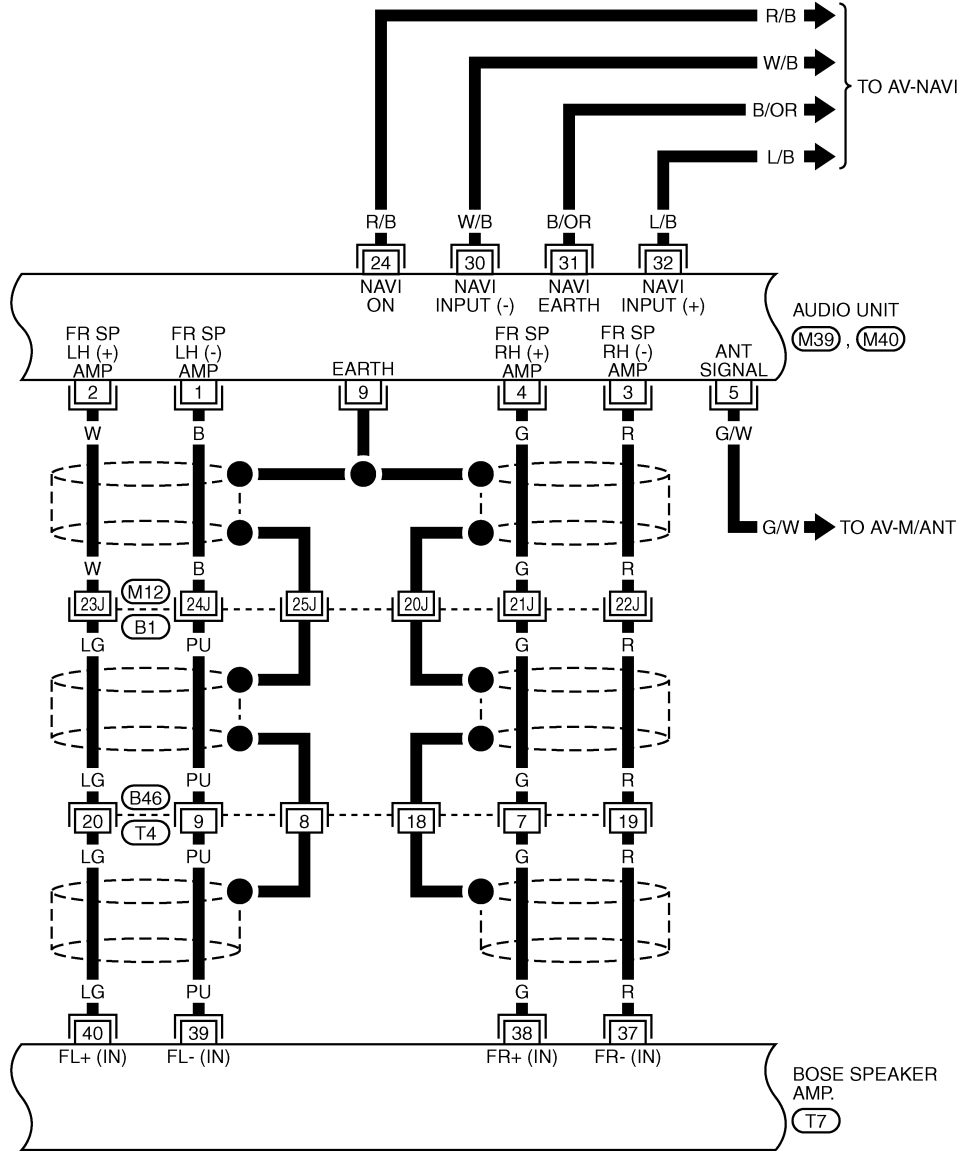 R/B
W/B
B/OR
L/B
TO AV-NAVI
R/B W/B B/OR L/B
24 30 31 32
NAVI ON
NAVI INPUT (-)
NAVI EARTH
NAVI INPUT (+)
AUDIO UNIT
M39 , M40
FR SP LH (+) AMP
FR SP LH (-) AMP
EARTH
FR SP RH (+) AMP
FR SP RH (-) AMP
ANT SIGNAL
2 1 9 4 3 5
W B G R G/W
G/W TO AV-M/ANT
W B G R
M12
23J 24J 25J 20J 21J 22J
B1
LG PU G R
LG PU G R
B46
20 9 8 18 7 19
T4
LG PU G R
LG PU G R
40 39 38 37
FL+ (IN) FL- (IN) FR+ (IN) FR- (IN)
BOSE SPEAKER
AMP.
T7